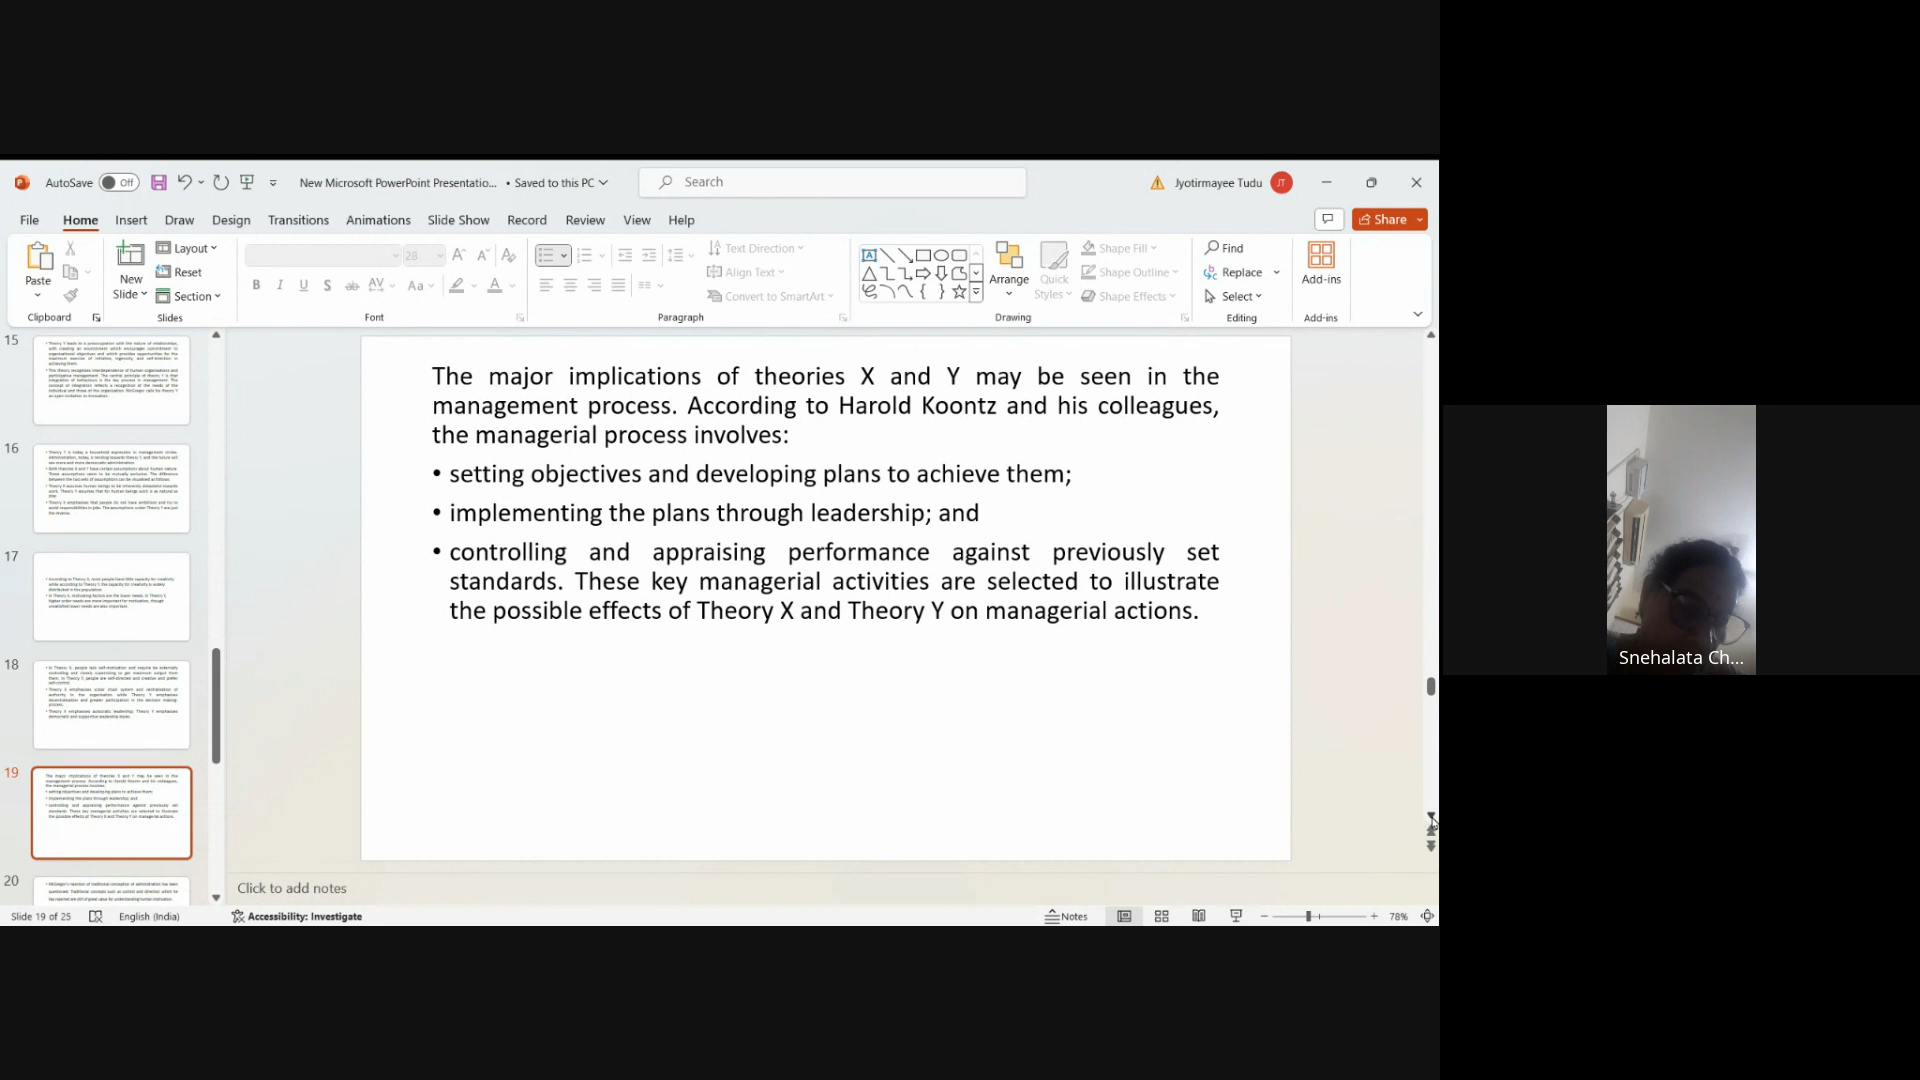 AutoSave Off New Microsoft PowerPoint Presentatio... • Saved to this PC Search Jyotirmayee Tudu JT
File Home Insert Draw Design Slide Show Transitions Animations Record Review View Help Share
Paste New Slide Layout Reset Section 28 Text Direction Align Text Convert to SmartArt Arrange Quick Styles Shape Fill Shape Outline Shape Effects Find Replace Select Add-ins
Clipboard Slides Font Paragraph Drawing Editing Add-ins
15
16
17
18
19
20
The major implications of theories X and Y may be seen in the
management process. According to Harold Koontz and his colleagues,
the managerial process involves:
• setting objectives and developing plans to achieve them;
• implementing the plans through leadership; and
• controlling and appraising performance against previously set
standards. These key managerial activities are selected to illustrate
the possible effects of Theory X and Theory Y on managerial actions.
Click to add notes
Slide 19 of 25 English (India) Accessibility: Investigate Notes 78%
Snehalata Ch...